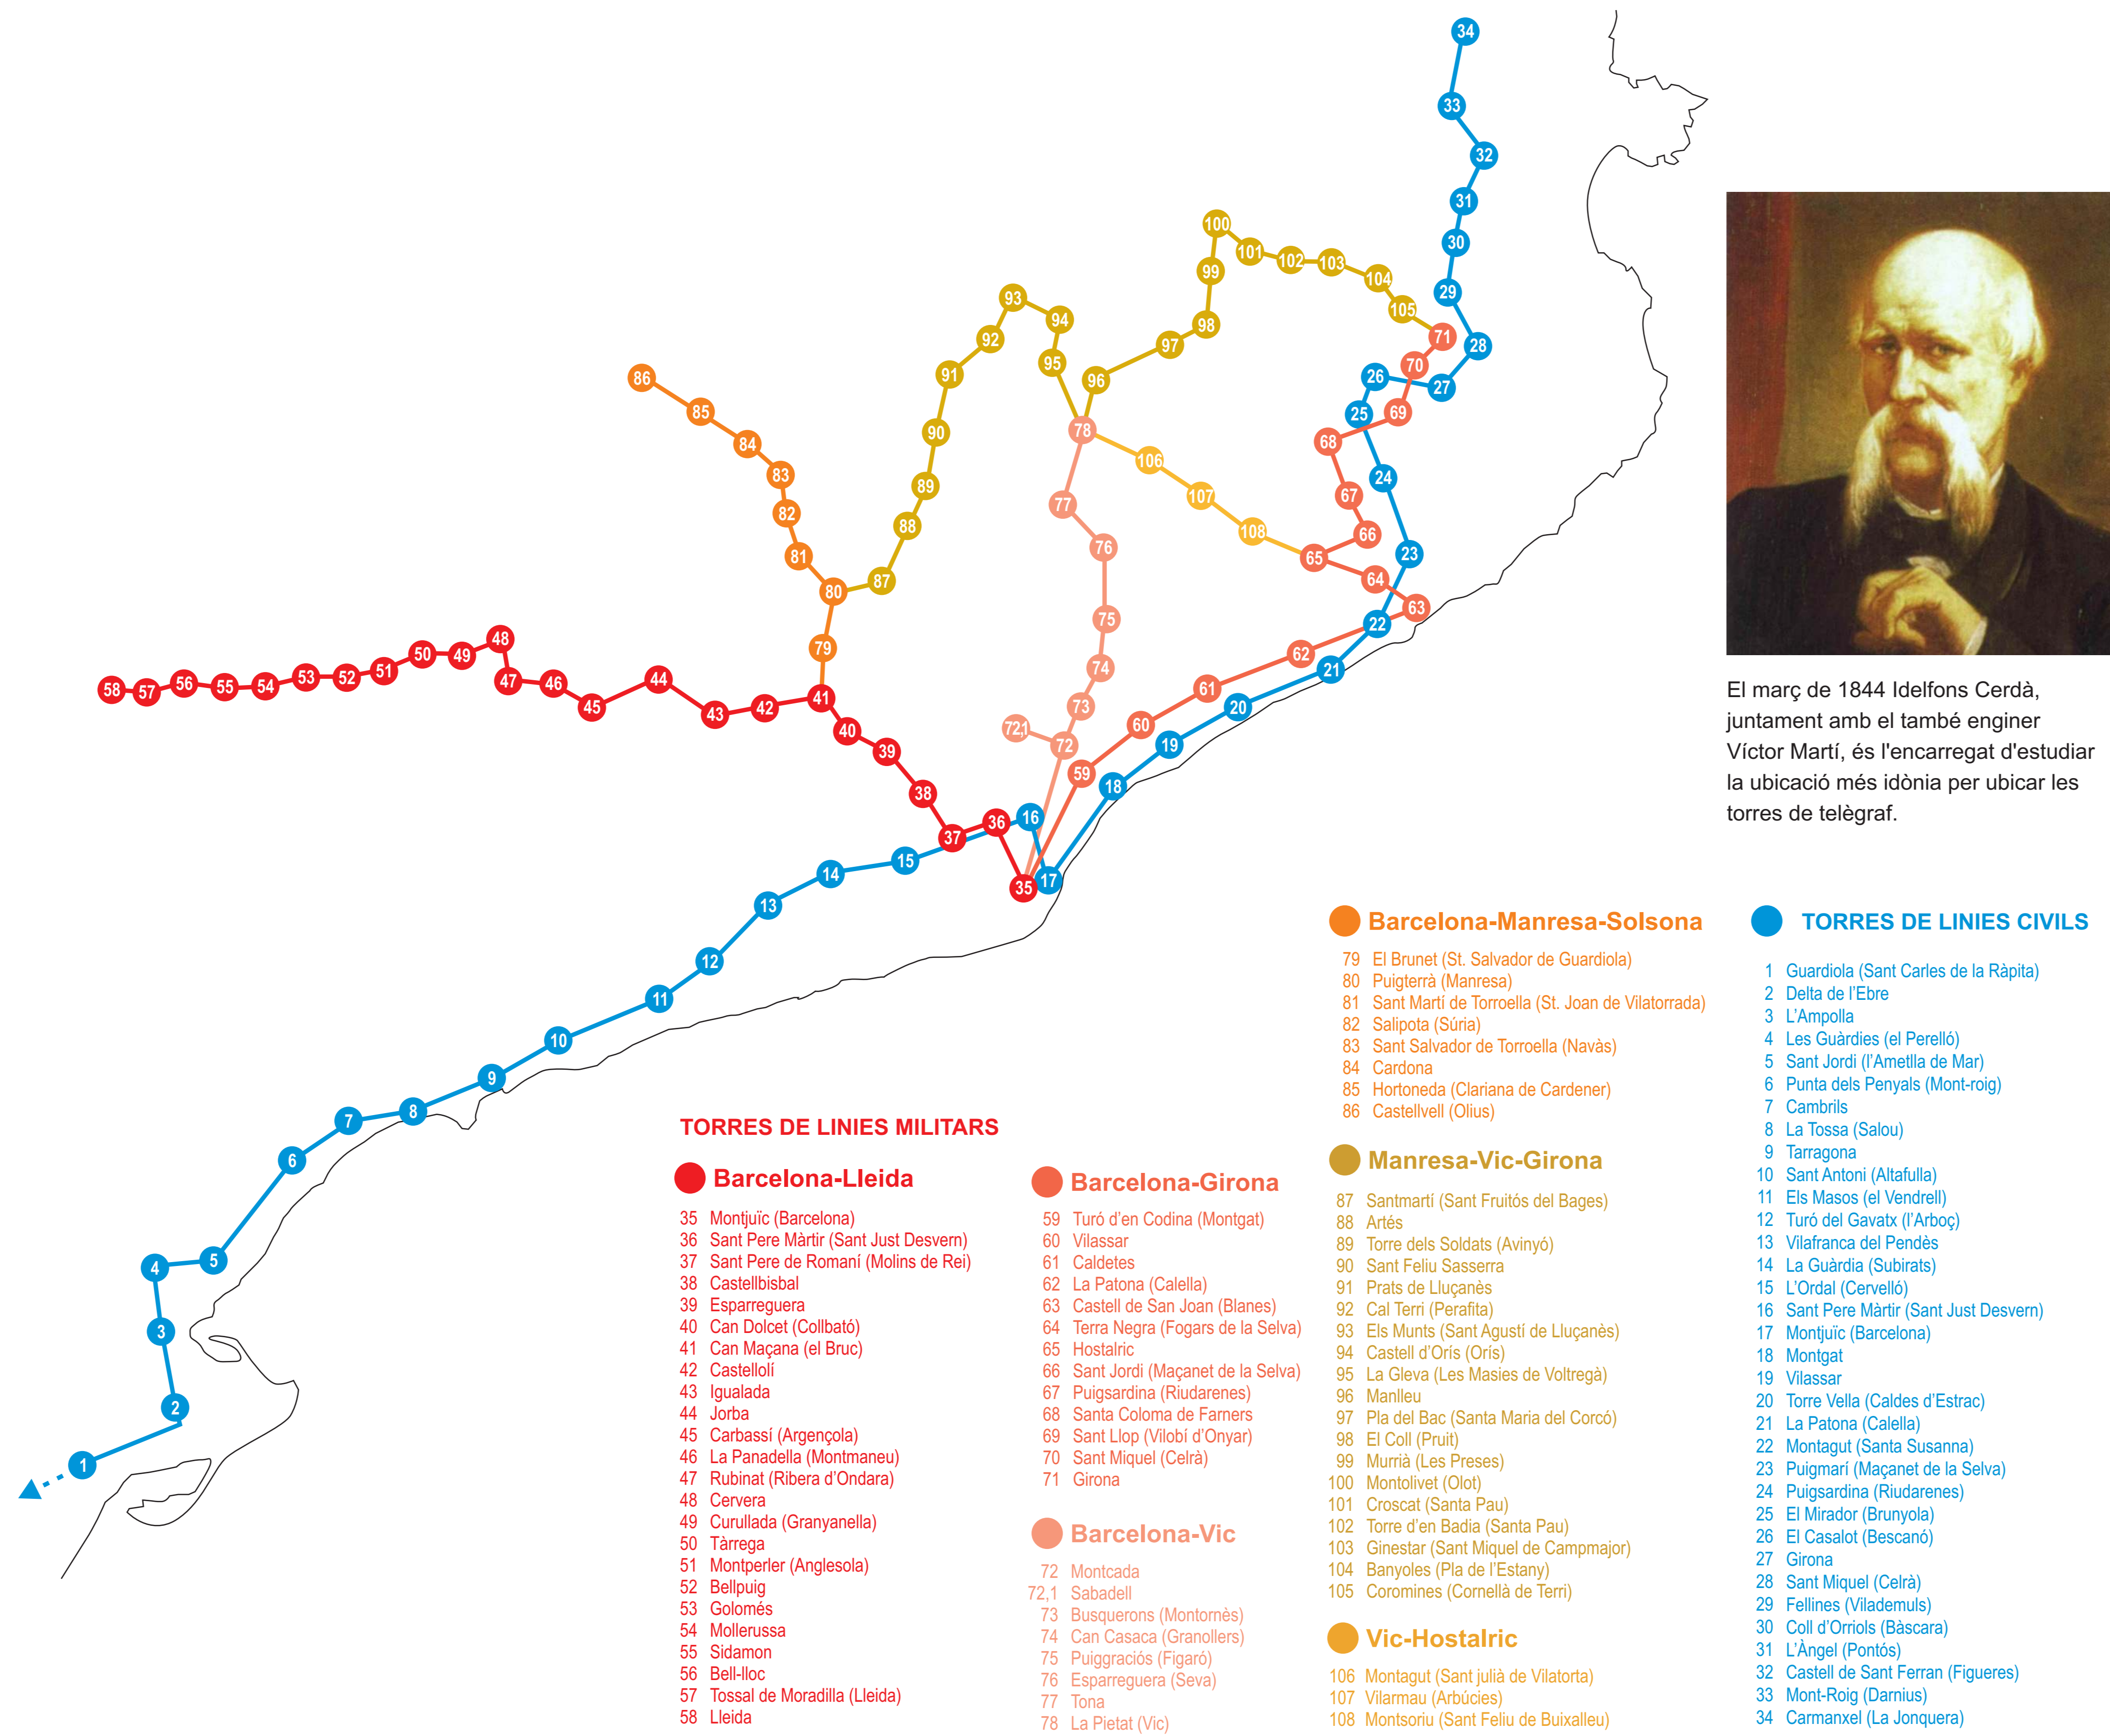 El març de 1844 Idelfons Cerdà,
juntament amb el també enginer
Víctor Martí, és l'encarregat d'estudiar
la ubicació més idònia per ubicar les
torres de telègraf.
TORRES DE LINIES MILITARS
Barcelona-Lleida
35 Montjuïc (Barcelona)
36 Sant Pere Màrtir (Sant Just Desvern)
37 Sant Pere de Romaní (Molins de Rei)
38 Castellbisbal
39 Esparreguera
40 Can Dolcet (Collbató)
41 Can Maçana (el Bruc)
42 Castellolí
43 Igualada
44 Jorba
45 Carbassí (Argençola)
46 La Panadella (Montmaneu)
47 Rubinat (Ribera d'Ondara)
48 Cervera
49 Curullada (Granyanella)
50 Tàrrega
51 Montperler (Anglesola)
52 Bellpuig
53 Golomés
54 Mollerussa
55 Sidamon
56 Bell-lloc
57 Tossal de Moradilla (Lleida)
58 Lleida
Barcelona-Girona
59 Turó d'en Codina (Montgat)
60 Vilassar
61 Caldetes
62 La Patona (Calella)
63 Castell de San Joan (Blanes)
64 Terra Negra (Fogars de la Selva)
65 Hostalric
66 Sant Jordi (Maçanet de la Selva)
67 Puigsardina (Riudarenes)
68 Santa Coloma de Farners
69 Sant Llop (Vilobí d'Onyar)
70 Sant Miquel (Celrà)
71 Girona
Barcelona-Vic
72 Montcada
72,1 Sabadell
73 Busquerons (Montornès)
74 Can Casaca (Granollers)
75 Puiggraciós (Figaró)
76 Esparreguera (Seva)
77 Tona
78 La Pietat (Vic)
Barcelona-Manresa-Solsona
79 El Brunet (St. Salvador de Guardiola)
80 Puigterrà (Manresa)
81 Sant Martí de Torroella (St. Joan de Vilatorrada)
82 Salipota (Súria)
83 Sant Salvador de Torroella (Navàs)
84 Cardona
85 Hortoneda (Clariana de Cardener)
86 Castellvell (Olius)
Manresa-Vic-Girona
87 Santmartí (Sant Fruitós del Bages)
88 Artés
89 Torre dels Soldats (Avinyó)
90 Sant Feliu Sasserra
91 Prats de Lluçanès
92 Cal Terri (Perafita)
93 Els Munts (Sant Agustí de Lluçanès)
94 Castell d'Orís (Orís)
95 La Gleva (Les Masies de Voltregà)
96 Manlleu
97 Pla del Bac (Santa Maria del Corcó)
98 El Coll (Pruit)
99 Murrià (Les Preses)
100 Montolivet (Olot)
101 Croscat (Santa Pau)
102 Torre d'en Badia (Santa Pau)
103 Ginestar (Sant Miquel de Campmajor)
104 Banyoles (Pla de l'Estany)
105 Coromines (Cornellà de Terri)
Vic-Hostalric
106 Montagut (Sant julià de Vilatorta)
107 Vilarmau (Arbúcies)
108 Montsoriu (Sant Feliu de Buixalleu)
TORRES DE LINIES CIVILS
1 Guardiola (Sant Carles de la Ràpita)
2 Delta de l'Ebre
3 L'Ampolla
4 Les Guàrdies (el Perelló)
5 Sant Jordi (l'Ametlla de Mar)
6 Punta dels Penyals (Mont-roig)
7 Cambrils
8 La Tossa (Salou)
9 Tarragona
10 Sant Antoni (Altafulla)
11 Els Masos (el Vendrell)
12 Turó del Gavatx (l'Arboç)
13 Vilafranca del Pendès
14 La Guàrdia (Subirats)
15 L'Ordal (Cervelló)
16 Sant Pere Màrtir (Sant Just Desvern)
17 Montjuïc (Barcelona)
18 Montgat
19 Vilassar
20 Torre Vella (Caldes d'Estrac)
21 La Patona (Calella)
22 Montagut (Santa Susanna)
23 Puigmarí (Maçanet de la Selva)
24 Puigsardina (Riudarenes)
25 El Mirador (Brunyola)
26 El Casalot (Bescanó)
27 Girona
28 Sant Miquel (Celrà)
29 Fellines (Vilademuls)
30 Coll d'Orriols (Bàscara)
31 L'Àngel (Pontós)
32 Castell de Sant Ferran (Figueres)
33 Mont-Roig (Darnius)
34 Carmanxel (La Jonquera)